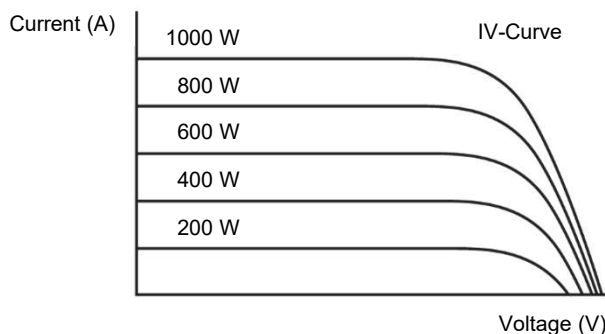 Current (A)
1000 W
IV-Curve
800 W
600 W
400 W
200 W
Voltage (V)